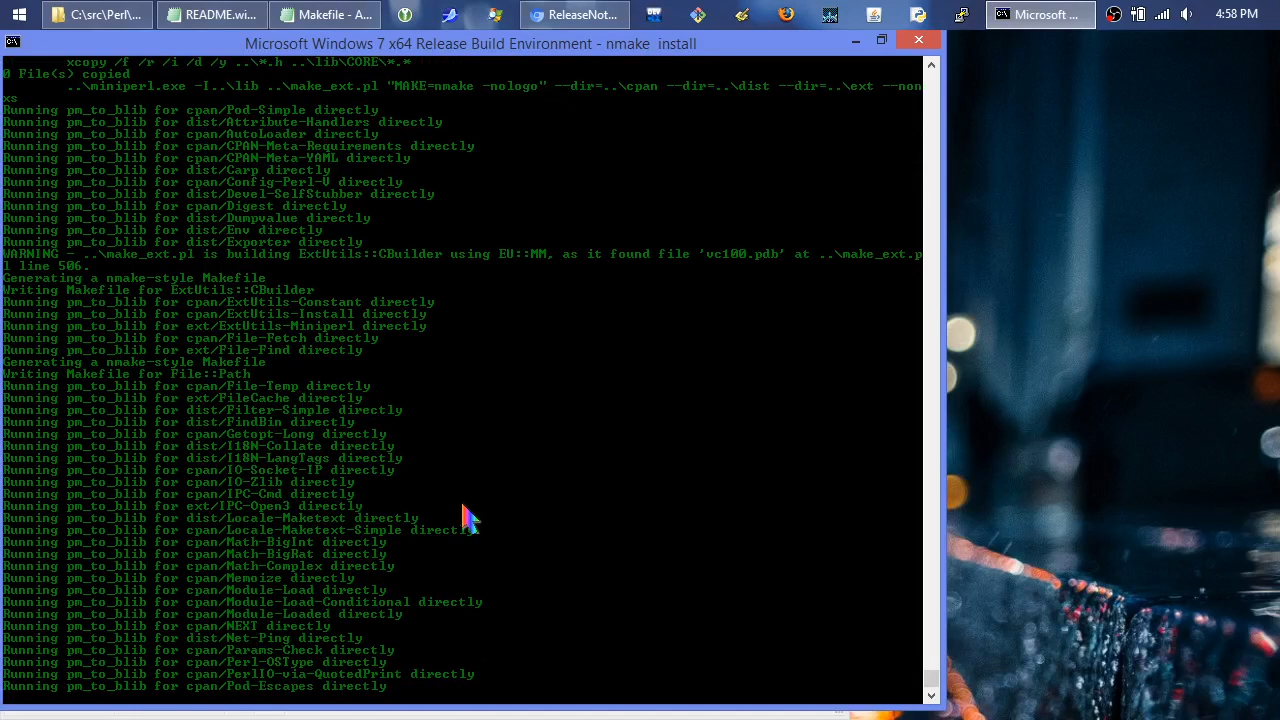 C:\src\Perl\...
README.wi...
Makefile - A...
ReleaseNot...
Microsoft ...
4:58 PM
Microsoft Windows 7 x64 Release Build Environment - nmake  install
xcopy /f /r /i /d /y ..\*.h ..\lib\CORE\*.*
0 File(s) copied
..\miniperl.exe -I..\lib ..\make_ext.pl "MAKE=nmake -nologo" --dir=..\cpan --dir=..\dist --dir=..\ext --non
xs
Running pm_to_blib for cpan/Pod-Simple directly
Running pm_to_blib for dist/Attribute-Handlers directly
Running pm_to_blib for cpan/AutoLoader directly
Running pm_to_blib for cpan/CPAN-Meta-Requirements directly
Running pm_to_blib for cpan/CPAN-Meta-YAML directly
Running pm_to_blib for dist/Carp directly
Running pm_to_blib for cpan/Config-Perl-V directly
Running pm_to_blib for dist/Devel-SelfStubber directly
Running pm_to_blib for cpan/Digest directly
Running pm_to_blib for dist/Dumpvalue directly
Running pm_to_blib for dist/Env directly
Running pm_to_blib for dist/Exporter directly
WARNING - ..\make_ext.pl is building ExtUtils::CBuilder using EU::MM, as it found file 'vc100.pdb' at ..\make_ext.p
l line 506.
Generating a nmake-style Makefile
Writing Makefile for ExtUtils::CBuilder
Running pm_to_blib for cpan/ExtUtils-Constant directly
Running pm_to_blib for cpan/ExtUtils-Install directly
Running pm_to_blib for ext/ExtUtils-Miniperl directly
Running pm_to_blib for cpan/File-Fetch directly
Running pm_to_blib for ext/File-Find directly
Generating a nmake-style Makefile
Writing Makefile for File::Path
Running pm_to_blib for cpan/File-Temp directly
Running pm_to_blib for ext/FileCache directly
Running pm_to_blib for dist/Filter-Simple directly
Running pm_to_blib for dist/FindBin directly
Running pm_to_blib for cpan/Getopt-Long directly
Running pm_to_blib for dist/I18N-Collate directly
Running pm_to_blib for dist/I18N-LangTags directly
Running pm_to_blib for cpan/IO-Socket-IP directly
Running pm_to_blib for cpan/IO-Zlib directly
Running pm_to_blib for cpan/IPC-Cmd directly
Running pm_to_blib for ext/IPC-Open3 directly
Running pm_to_blib for dist/Locale-Maketext directly
Running pm_to_blib for cpan/Locale-Maketext-Simple directly
Running pm_to_blib for cpan/Math-BigInt directly
Running pm_to_blib for cpan/Math-BigRat directly
Running pm_to_blib for cpan/Math-Complex directly
Running pm_to_blib for cpan/Memoize directly
Running pm_to_blib for cpan/Module-Load directly
Running pm_to_blib for cpan/Module-Load-Conditional directly
Running pm_to_blib for cpan/Module-Loaded directly
Running pm_to_blib for cpan/NEXT directly
Running pm_to_blib for dist/Net-Ping directly
Running pm_to_blib for cpan/Params-Check directly
Running pm_to_blib for cpan/Perl-OSType directly
Running pm_to_blib for cpan/PerlIO-via-QuotedPrint directly
Running pm_to_blib for cpan/Pod-Escapes directly